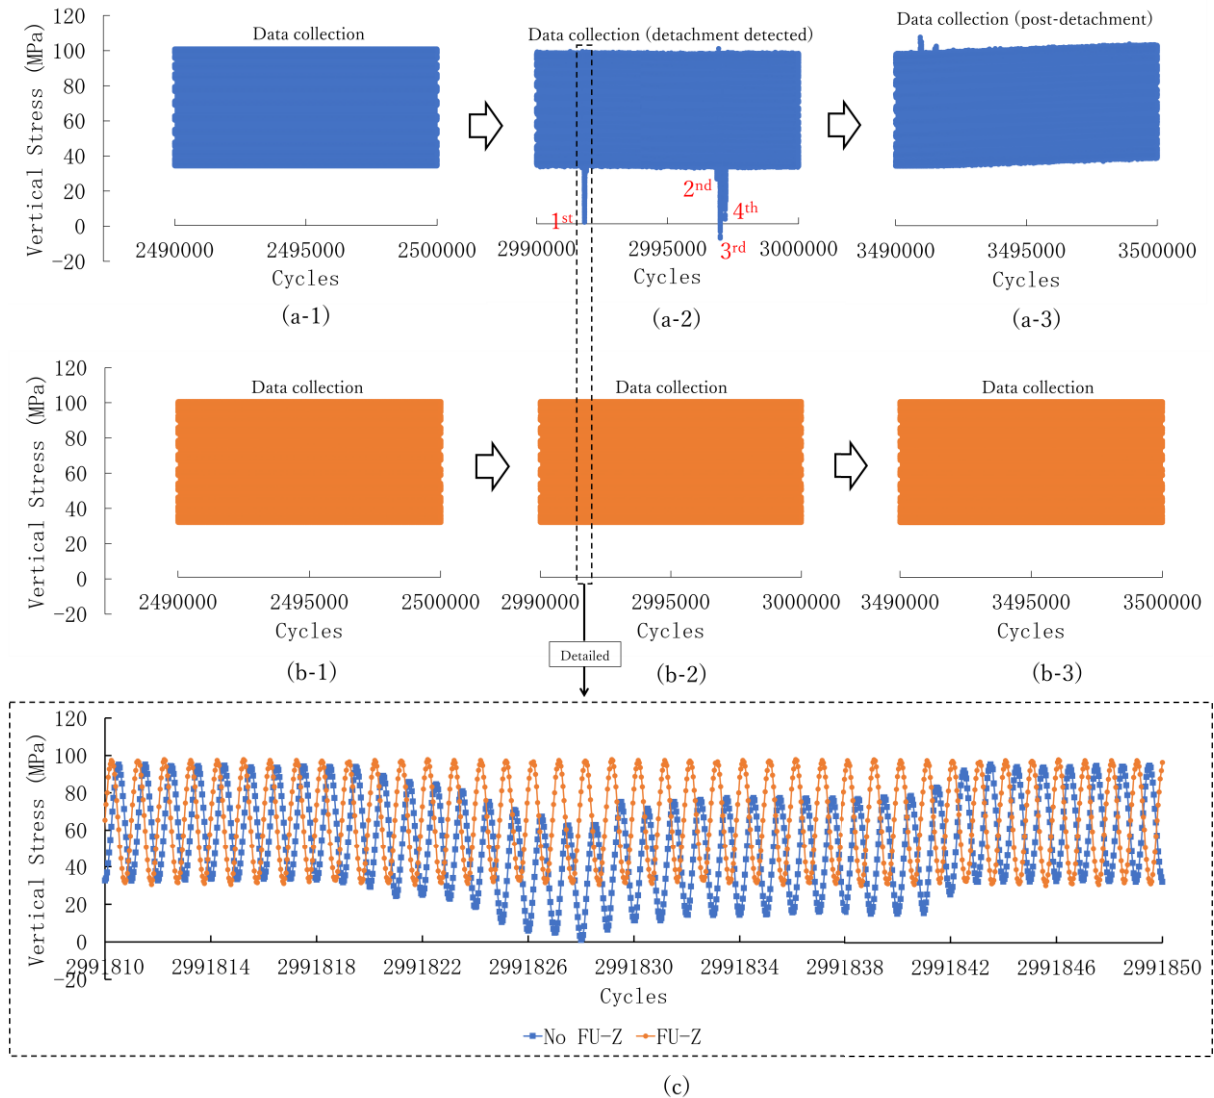 Vertical Stress (MPa)
120
100
80
60
40
20
0
−20
Data collection
2490000 2495000 2500000
Cycles
(a-1)
Data collection (detachment detected)
1st
2nd
4th
3rd
2990000 2995000 3000000
Cycles
(a-2)
Data collection (post-detachment)
3490000 3495000 3500000
Cycles
(a-3)
Vertical Stress (MPa)
120
100
80
60
40
20
0
−20
Data collection
2490000 2495000 2500000
Cycles
(b-1)
Data collection
2990000 2995000 3000000
Cycles
(b-2)
Data collection
3490000 3495000 3500000
Cycles
(b-3)
Detailed
Vertical Stress (MPa)
120
100
80
60
40
20
0
−20
2991810 2991814 2991818 2991822 2991826 2991830 2991834 2991838 2991842 2991846 2991850
Cycles
No FU-Z FU-Z
(c)